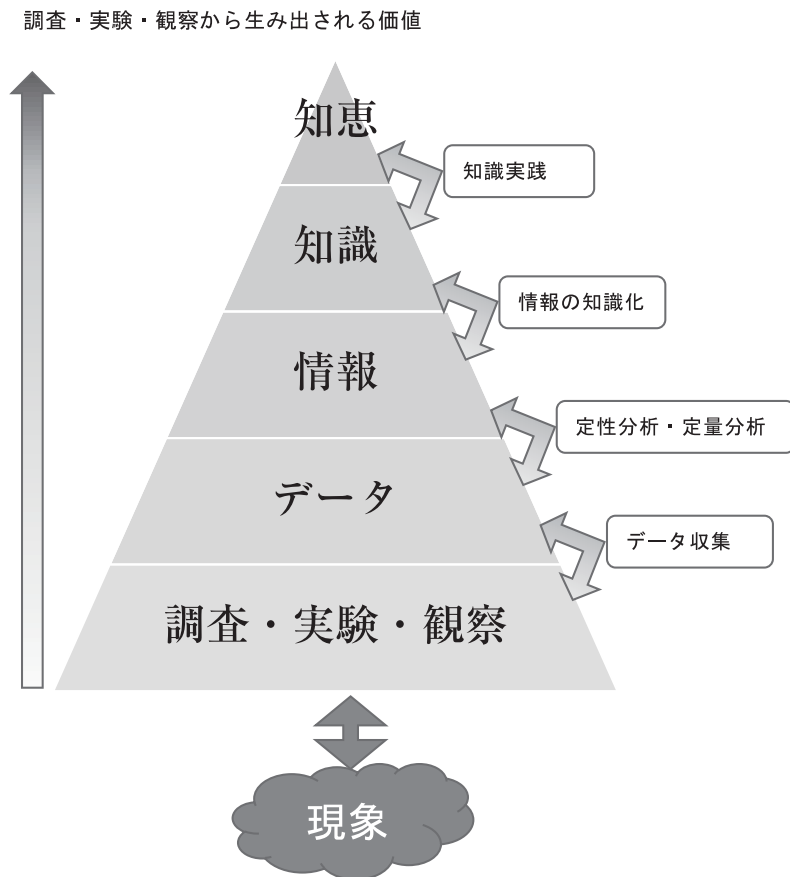 調査・実験・観察から生み出される価値
知恵
知識実践
知識
情報の知識化
情報
定性分析・定量分析
データ
データ収集
調査・実験・観察
現象